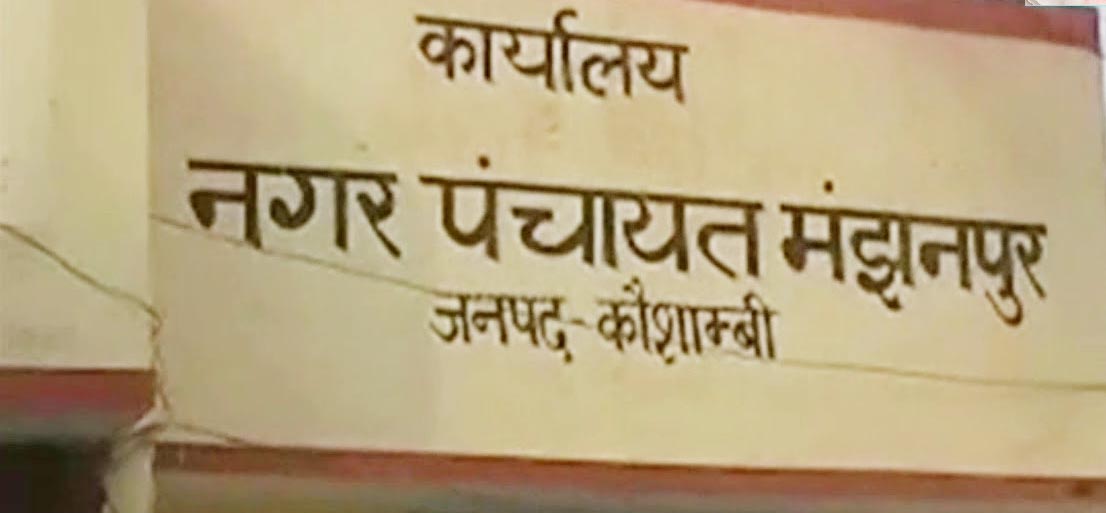 कार्यालय
नगर पंचायत मंझनपुर
जनपद-कौशाम्बी